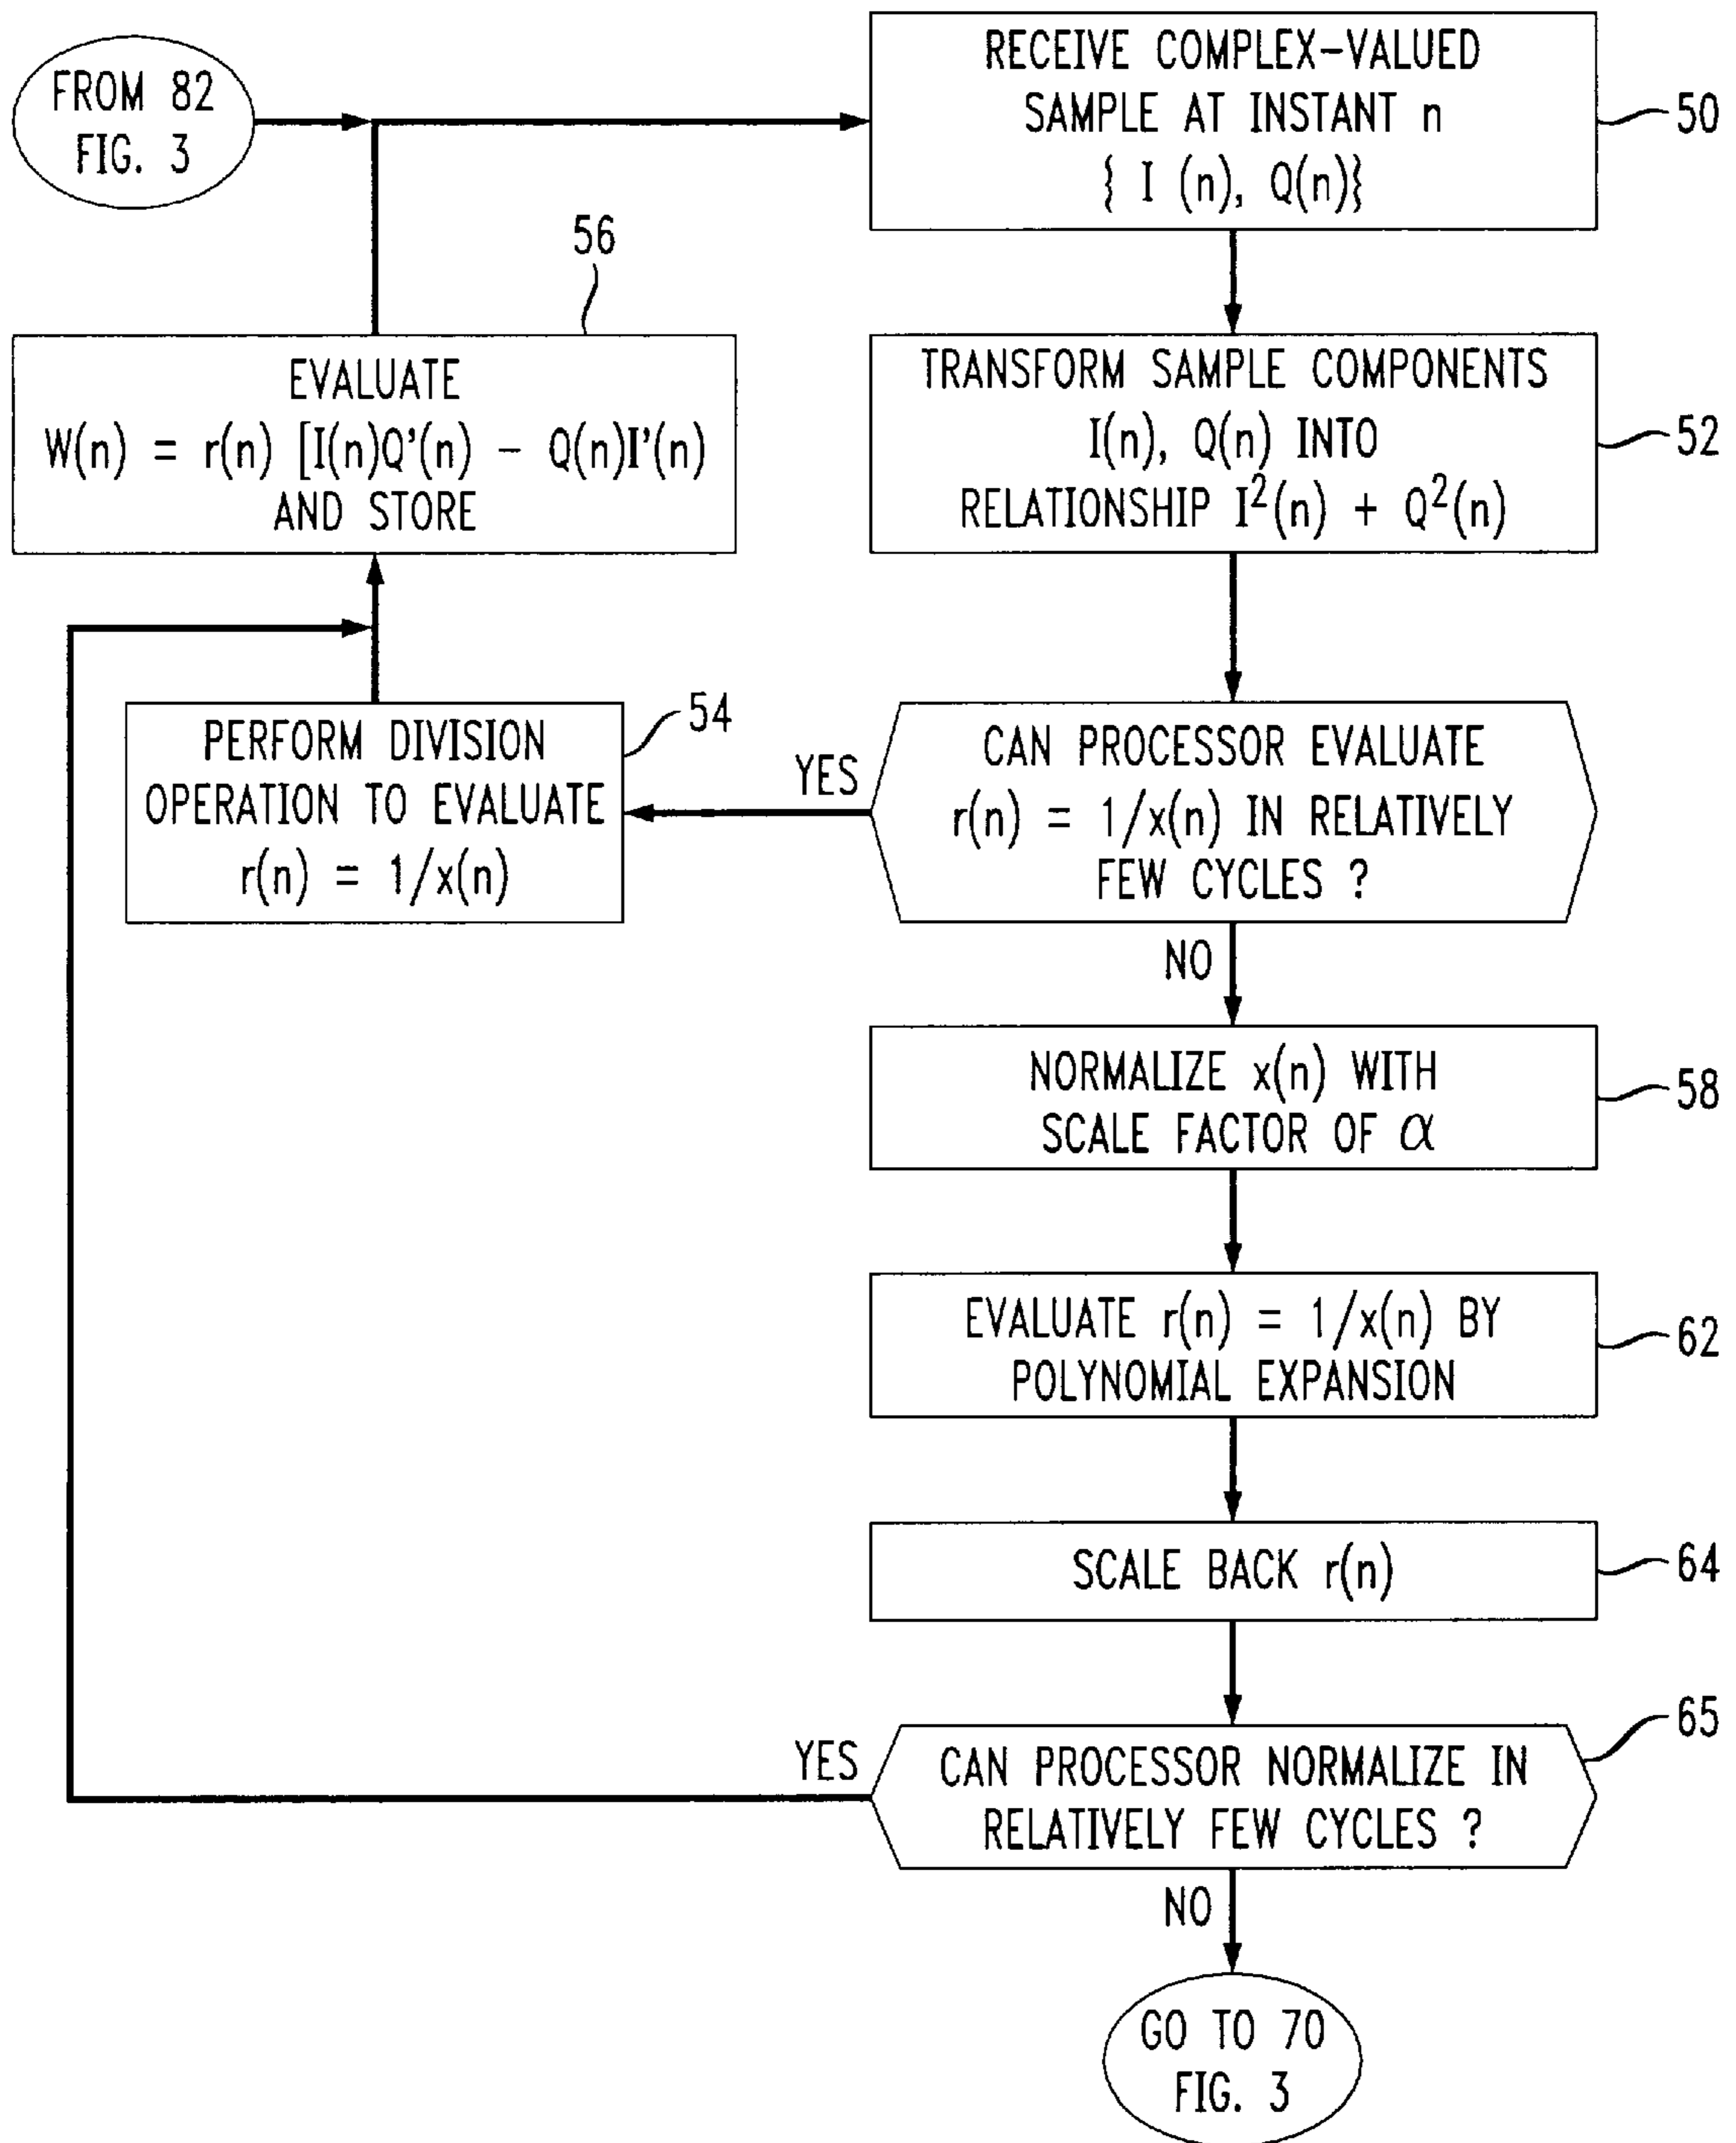 FROM 82
FIG. 3
RECEIVE COMPLEX-VALUED
SAMPLE AT INSTANT n
{ I (n), Q(n)}
50
56
EVALUATE
W(n) = r(n) [I(n)Q'(n) - Q(n)I'(n)
AND STORE
TRANSFORM SAMPLE COMPONENTS
I(n), Q(n) INTO
RELATIONSHIP I²(n) + Q²(n)
52
PERFORM DIVISION
OPERATION TO EVALUATE
r(n) = 1/x(n)
54
YES
CAN PROCESSOR EVALUATE
r(n) = 1/x(n) IN RELATIVELY
FEW CYCLES ?
NO
NORMALIZE x(n) WITH
SCALE FACTOR OF α
58
EVALUATE r(n) = 1/x(n) BY
POLYNOMIAL EXPANSION
62
SCALE BACK r(n)
64
65
YES
CAN PROCESSOR NORMALIZE IN
RELATIVELY FEW CYCLES ?
NO
GO TO 70
FIG. 3